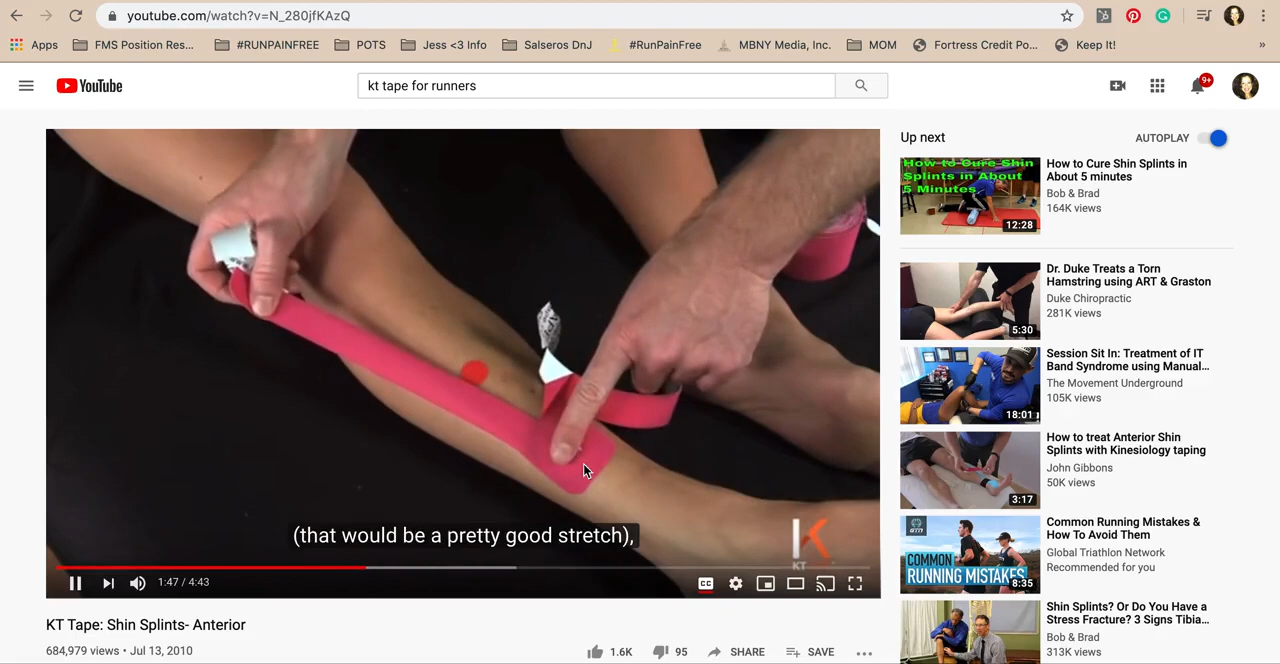 youtube.com/watch?v=N_280jfKAzQ
Apps
FMS Position Res...
#RUNPAINFREE
POTS
Jess <3 Info
Salseros DnJ
#RunPainFree
MBNY Media, Inc.
MOM
Fortress Credit Po...
Keep It!
»
YouTube
kt tape for runners
9+
(that would be a pretty good stretch),
KT
1:47 / 4:43
CC
KT Tape: Shin Splints- Anterior
684,979 views • Jul 13, 2010
1.6K
95
SHARE
SAVE
Up next
AUTOPLAY
How to Cure Shin
Splints in About
5 Minutes
12:28
How to Cure Shin Splints in
About 5 minutes
Bob & Brad
164K views
5:30
Dr. Duke Treats a Torn
Hamstring using ART & Graston
Duke Chiropractic
281K views
18:01
Session Sit In: Treatment of IT
Band Syndrome using Manual...
The Movement Underground
105K views
3:17
How to treat Anterior Shin
Splints with Kinesiology taping
John Gibbons
50K views
GTN
COMMON
RUNNING MISTAKES
8:35
Common Running Mistakes &
How To Avoid Them
Global Triathlon Network
Recommended for you
Shin Splints? Or Do You Have a
Stress Fracture? 3 Signs Tibia...
Bob & Brad
313K views